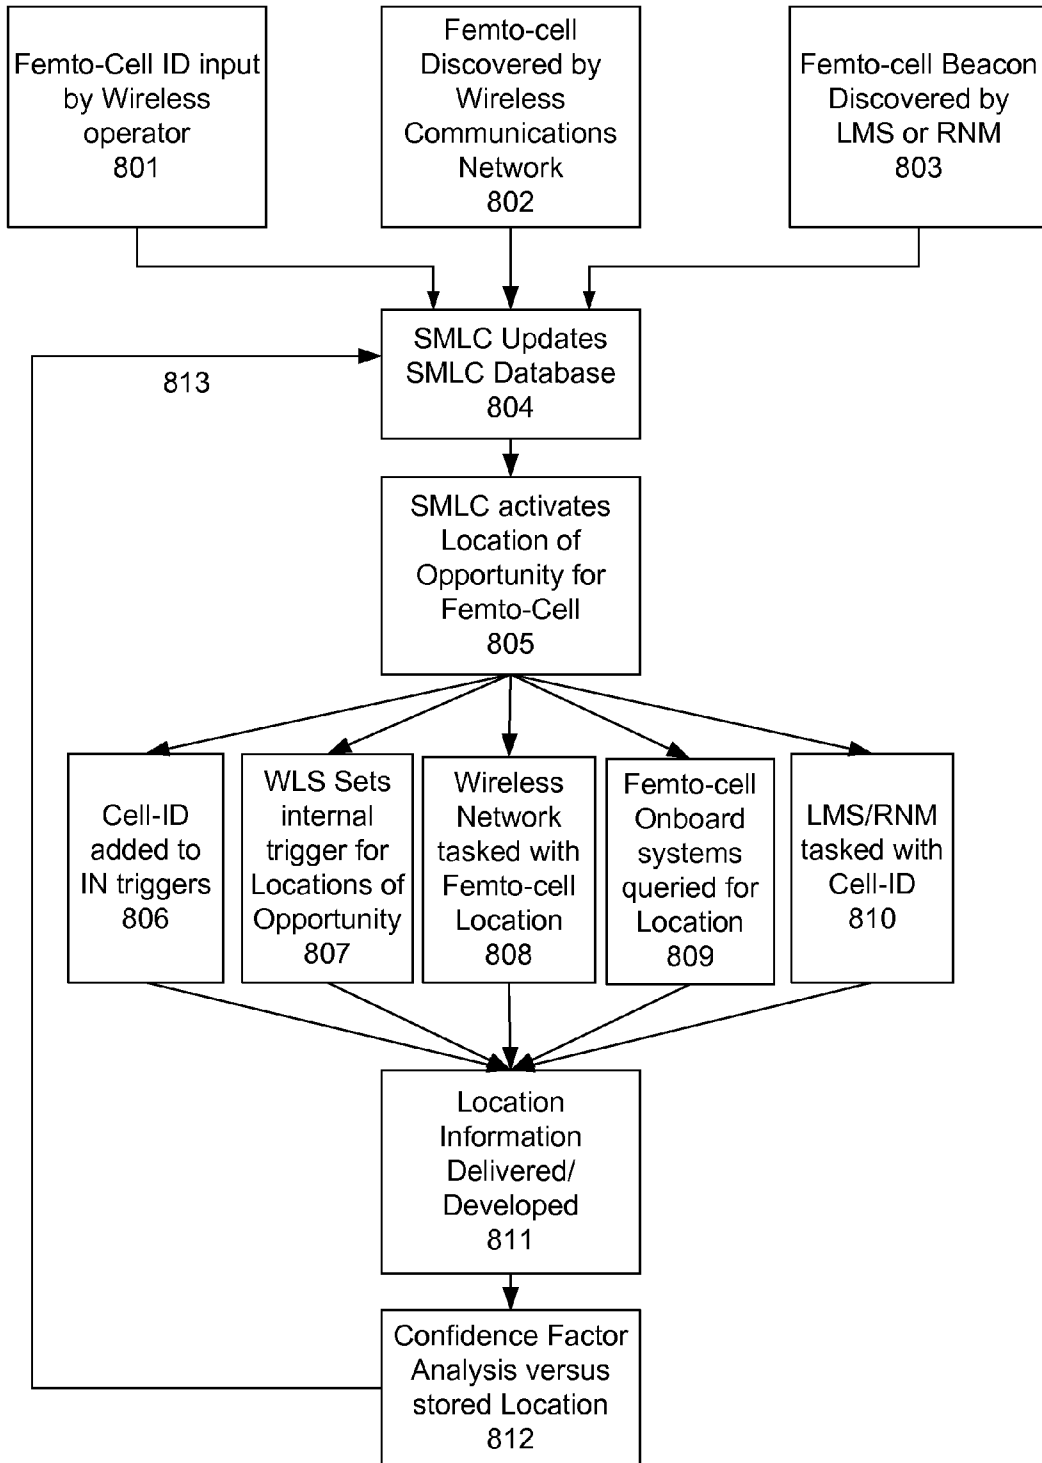 Femto-Cell ID input
by Wireless
operator
801
Femto-cell
Discovered by
Wireless
Communications
Network
802
Femto-cell Beacon
Discovered by
LMS or RNM
803
SMLC Updates
SMLC Database
804
813
SMLC activates
Location of
Opportunity for
Femto-Cell
805
Cell-ID
added to
IN triggers
806
WLS Sets
internal
trigger for
Locations of
Opportunity
807
Wireless
Network
tasked with
Femto-cell
Location
808
Femto-cell
Onboard
systems
queried for
Location
809
LMS/RNM
tasked with
Cell-ID
810
Location
Information
Delivered/
Developed
811
Confidence Factor
Analysis versus
stored Location
812